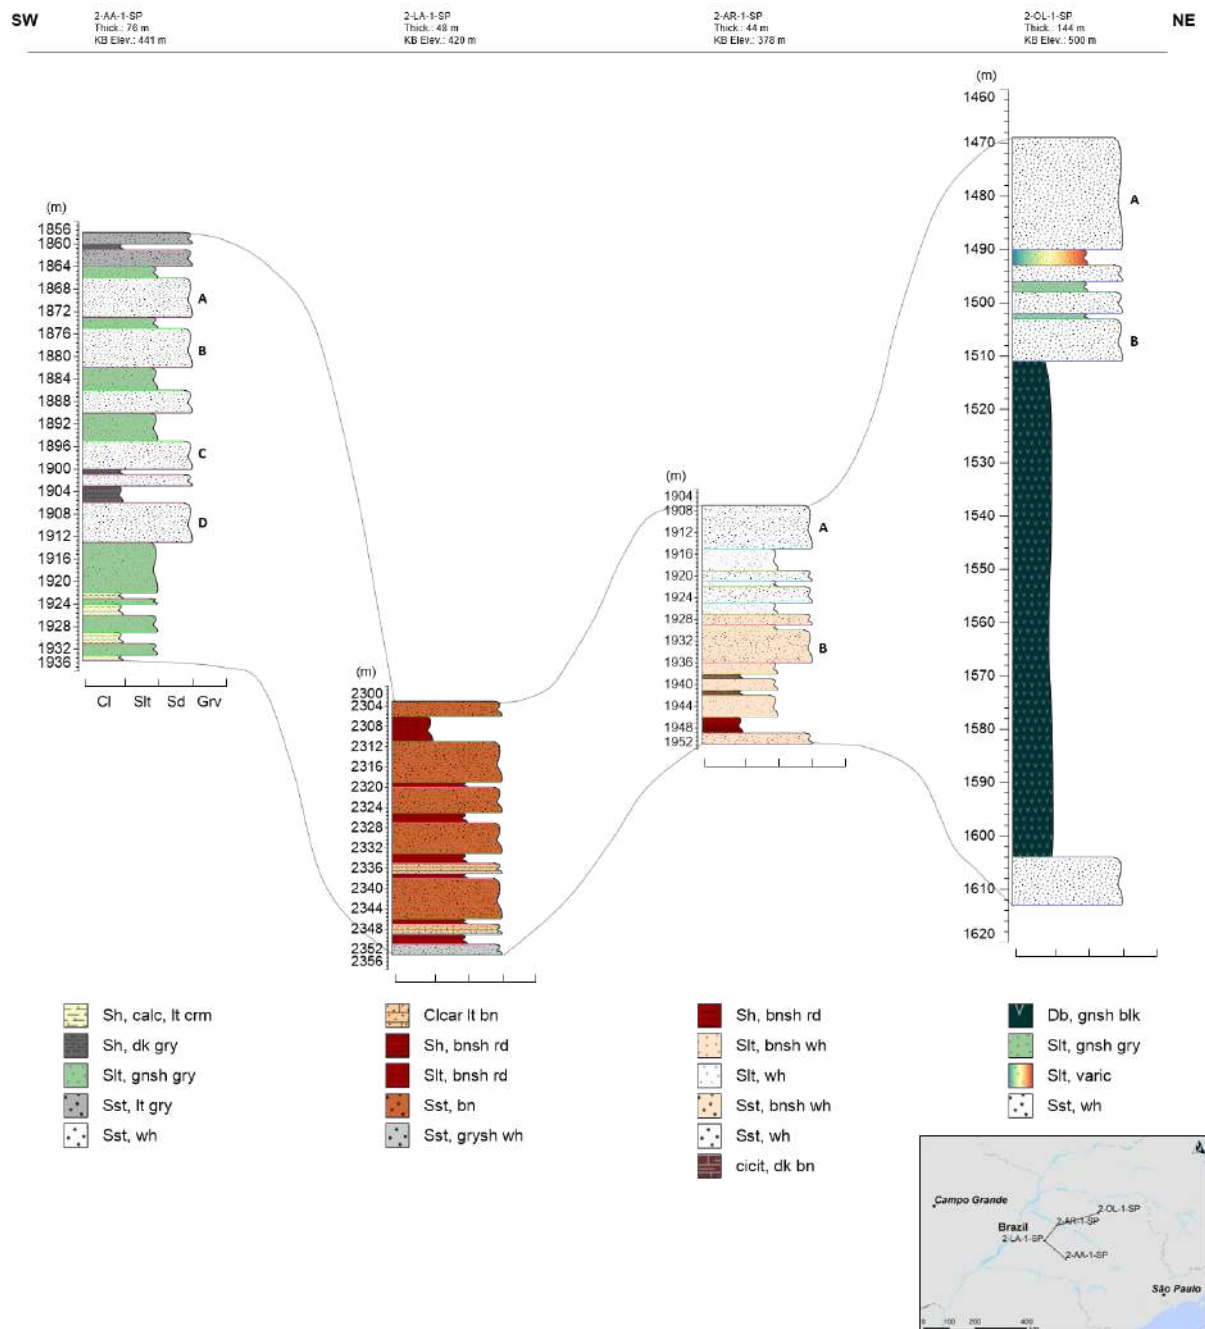 SW
2-AA-1-SP
Thick.: 76 m
KB Elev.: 441 m
2-LA-1-SP
Thick.: 48 m
KB Elev.: 420 m
2-AR-1-SP
Thick.: 44 m
KB Elev.: 378 m
2-OL-1-SP
Thick.: 144 m
KB Elev.: 500 m
NE
(m)
1856
1860
1864
1868
1872
1876
1880
1884
1888
1892
1896
1900
1904
1908
1912
1916
1920
1924
1928
1932
1936
A
B
C
D
Cl Slt Sd Grv
(m)
2300
2304
2308
2312
2316
2320
2324
2328
2332
2336
2340
2344
2348
2352
2356
(m)
1904
1908
1912
1916
1920
1924
1928
1932
1936
1940
1944
1948
1952
A
B
(m)
1460
1470
1480
1490
1500
1510
1520
1530
1540
1550
1560
1570
1580
1590
1600
1610
1620
A
B
Sh, calc, lt crm
Sh, dk gry
Slt, gnsh gry
Sst, lt gry
Sst, wh
Clcar lt bn
Sh, bnsh rd
Slt, bnsh rd
Sst, bn
Sst, grysh wh
Sh, bnsh rd
Slt, bnsh wh
Slt, wh
Sst, bnsh wh
Sst, wh
cicit, dk bn
Db, gnsh blk
Slt, gnsh gry
Slt, varic
Sst, wh
Campo Grande
Brazil
2-OL-1-SP
2-AR-1-SP
2-LA-1-SP
2-AA-1-SP
São Paulo
0 100 200 400